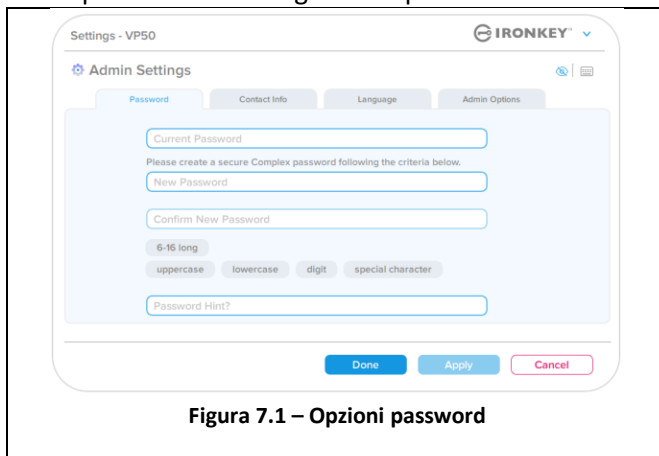 Settings - VP50
IRONKEY™
Admin Settings
Password Contact Info Language Admin Options
Current Password
Please create a secure Complex password following the criteria below.
New Password
Confirm New Password
6-16 long
uppercase lowercase digit special character
Password Hint?
Done Apply Cancel
Figura 7.1 – Opzioni password